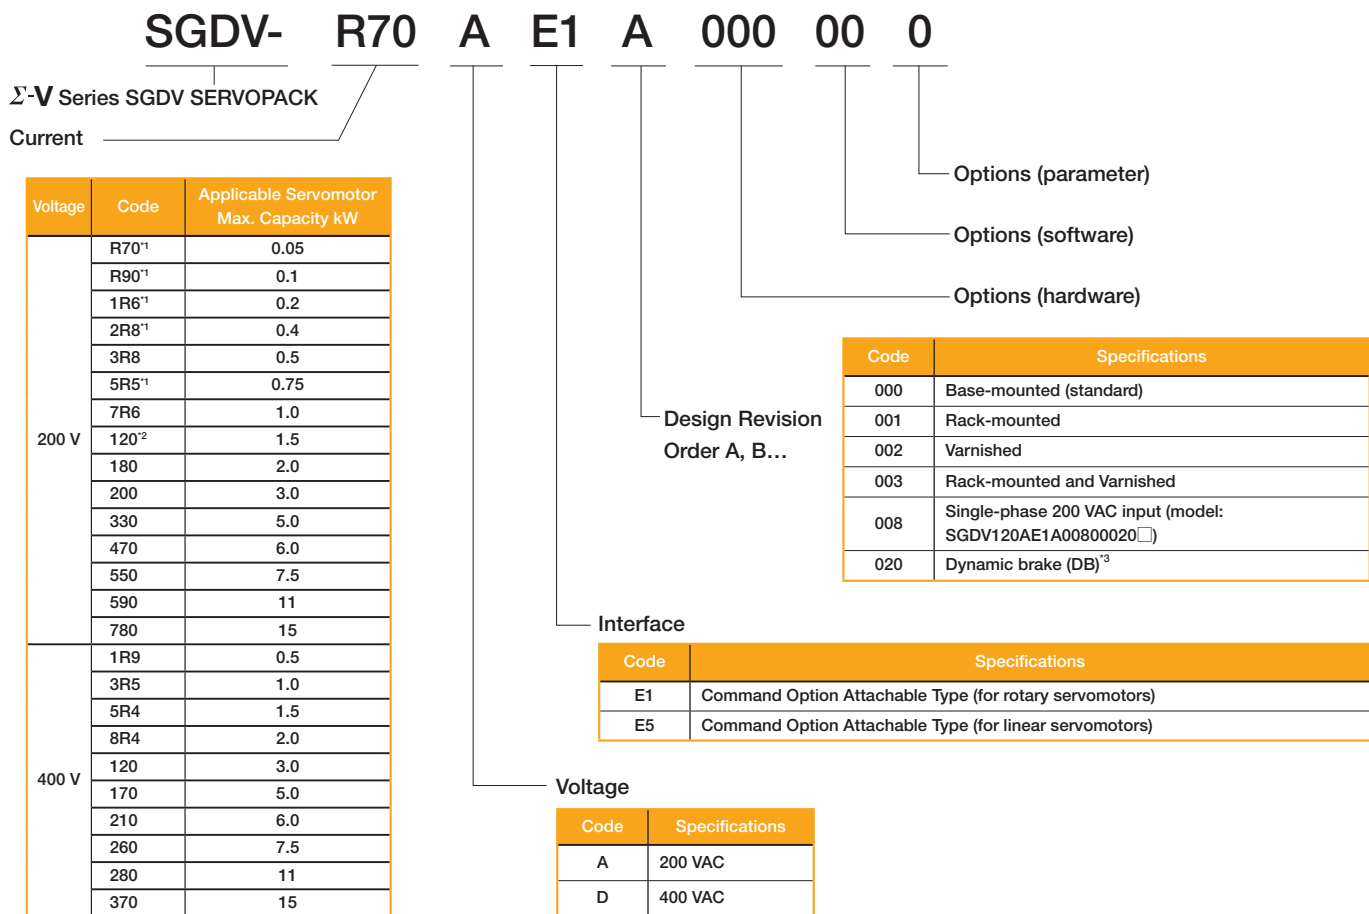 SGDV- R70 A E1 A 000 00 0
Σ-V Series SGDV SERVOPACK
Current
Voltage Code Applicable Servomotor Max. Capacity kW
200 V
R70*1 0.05
R90*1 0.1
1R6*1 0.2
2R8*1 0.4
3R8 0.5
5R5*1 0.75
7R6 1.0
120*2 1.5
180 2.0
200 3.0
330 5.0
470 6.0
550 7.5
590 11
780 15
400 V
1R9 0.5
3R5 1.0
5R4 1.5
8R4 2.0
120 3.0
170 5.0
210 6.0
260 7.5
280 11
370 15
Options (parameter)
Options (software)
Options (hardware)
Code Specifications
000 Base-mounted (standard)
001 Rack-mounted
002 Varnished
003 Rack-mounted and Varnished
008 Single-phase 200 VAC input (model:
SGDV120AE1A00800020□)
020 Dynamic brake (DB)*3
Design Revision
Order A, B…
Interface
Code Specifications
E1 Command Option Attachable Type (for rotary servomotors)
E5 Command Option Attachable Type (for linear servomotors)
Voltage
Code Specifications
A 200 VAC
D 400 VAC